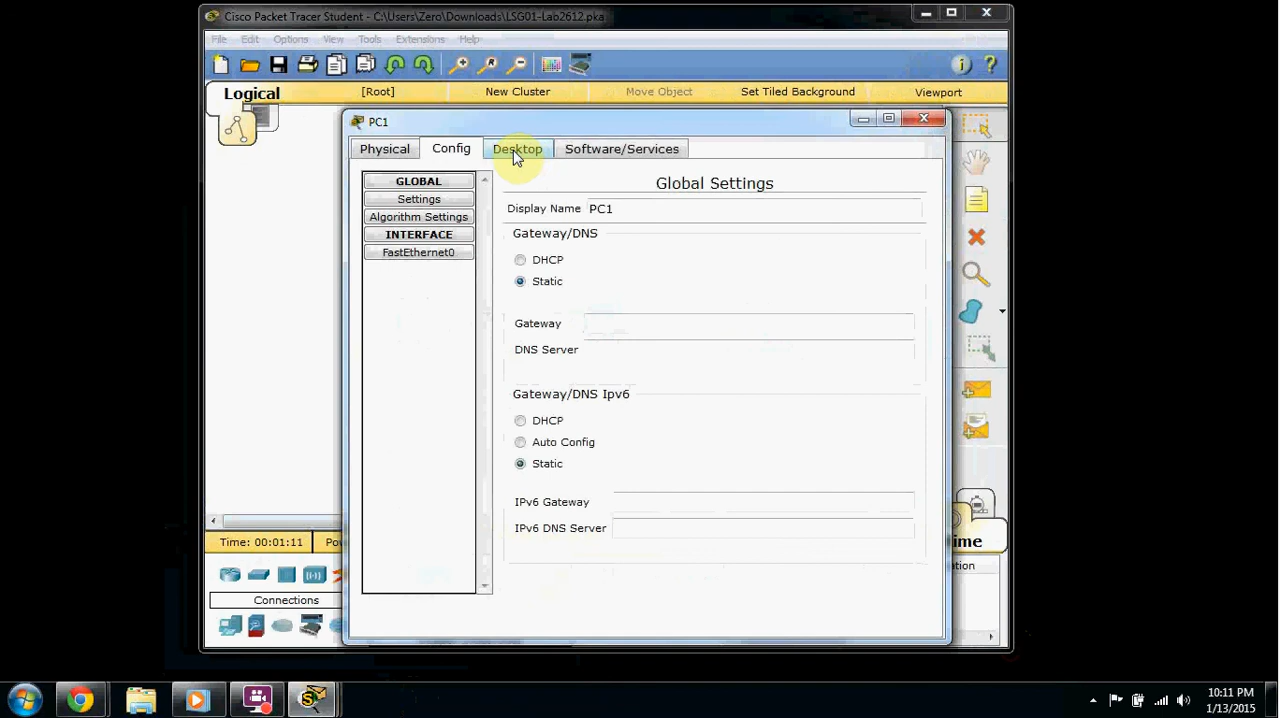 Cisco Packet Tracer Student - C:\Users\Zero\Downloads\LSG01-Lab2612.pka
File Edit Options View Tools Extensions Help
Logical [Root] New Cluster Move Object Set Tiled Background Viewport
PC1
Physical Config Desktop Software/Services
GLOBAL
Settings
Algorithm Settings
INTERFACE
FastEthernet0
Global Settings
Display Name PC1
Gateway/DNS
DHCP
Static
Gateway
DNS Server
Gateway/DNS Ipv6
DHCP
Auto Config
Static
IPv6 Gateway
IPv6 DNS Server
Time: 00:01:11 Po
ime
ation
Connections
10:11 PM
1/13/2015